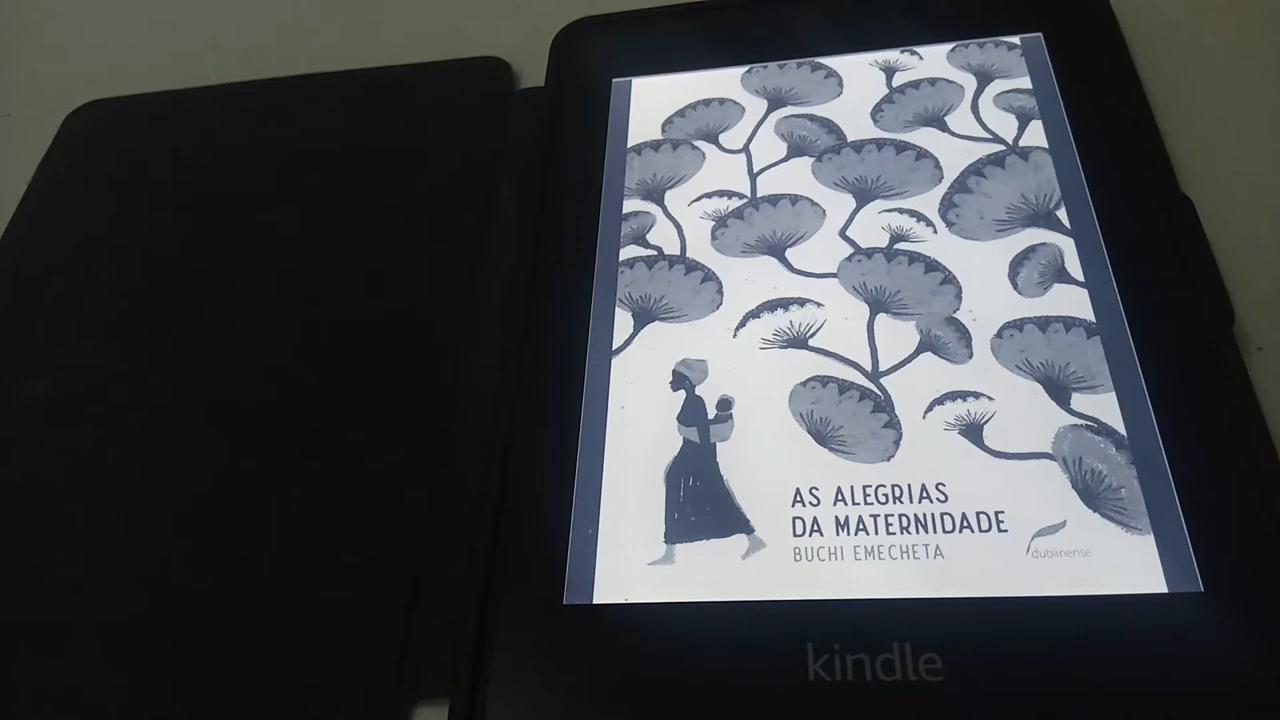 AS ALEGRIAS
DA MATERNIDADE
BUCHI EMECHETA
dublinense
kindle